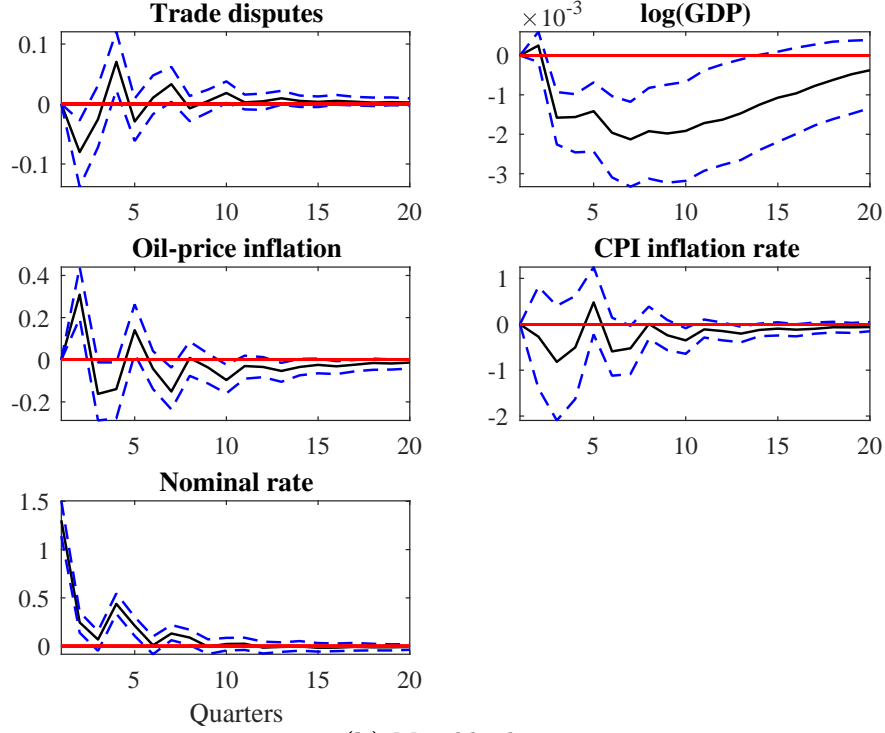 Trade disputes
0.1
0
-0.1
5 10 15 20
log(GDP)
×10⁻³
0
-1
-2
-3
5 10 15 20
Oil-price inflation
0.4
0.2
0
-0.2
5 10 15 20
CPI inflation rate
1
0
-1
-2
5 10 15 20
Nominal rate
1.5
1
0.5
0
5 10 15 20
Quarters